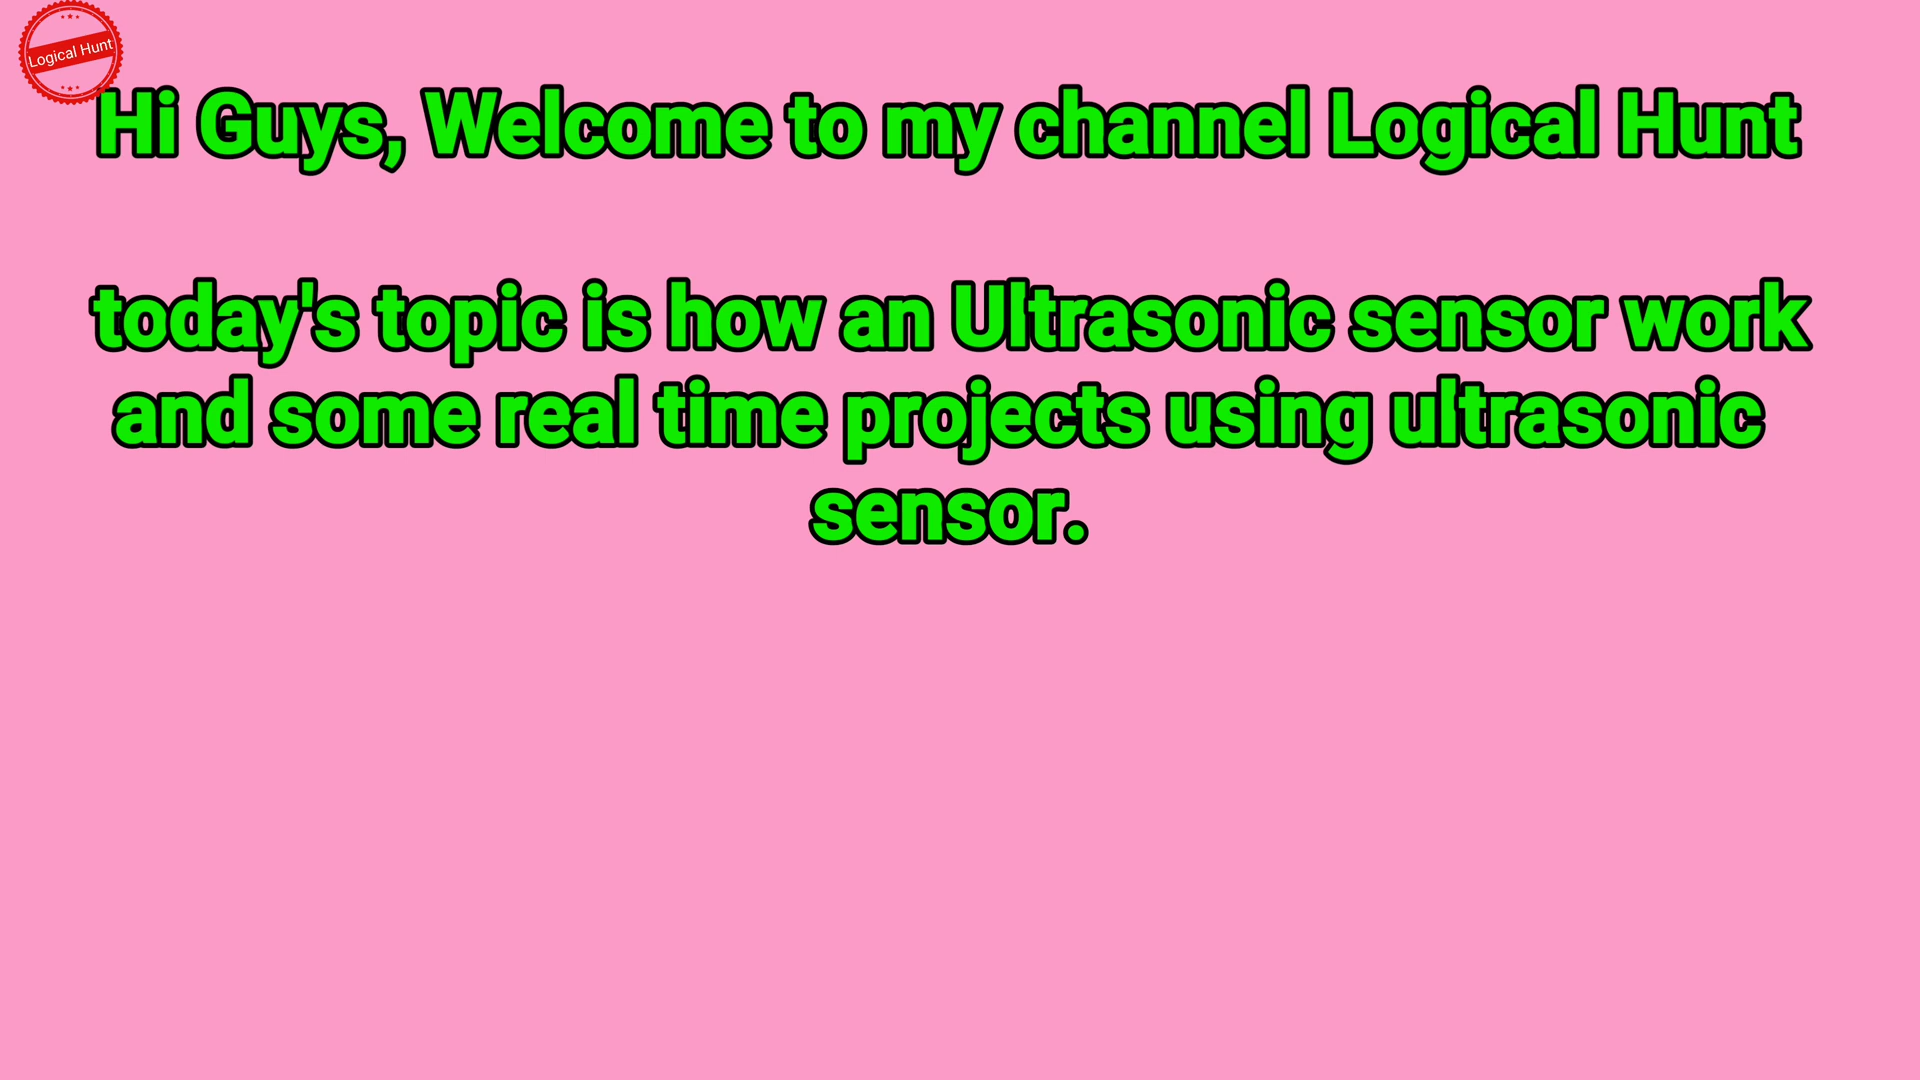 Logical Hunt
Hi Guys, Welcome to my channel Logical Hunt
today's topic is how an Ultrasonic sensor work
and some real time projects using ultrasonic
sensor.